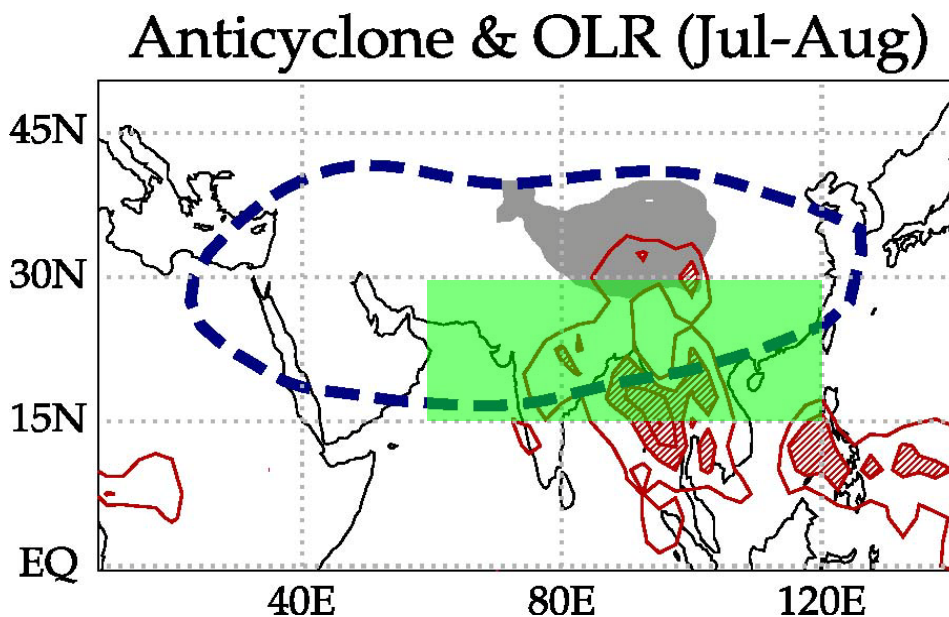 Anticyclone & OLR (Jul-Aug)
45N
30N
15N
EQ
40E 80E 120E